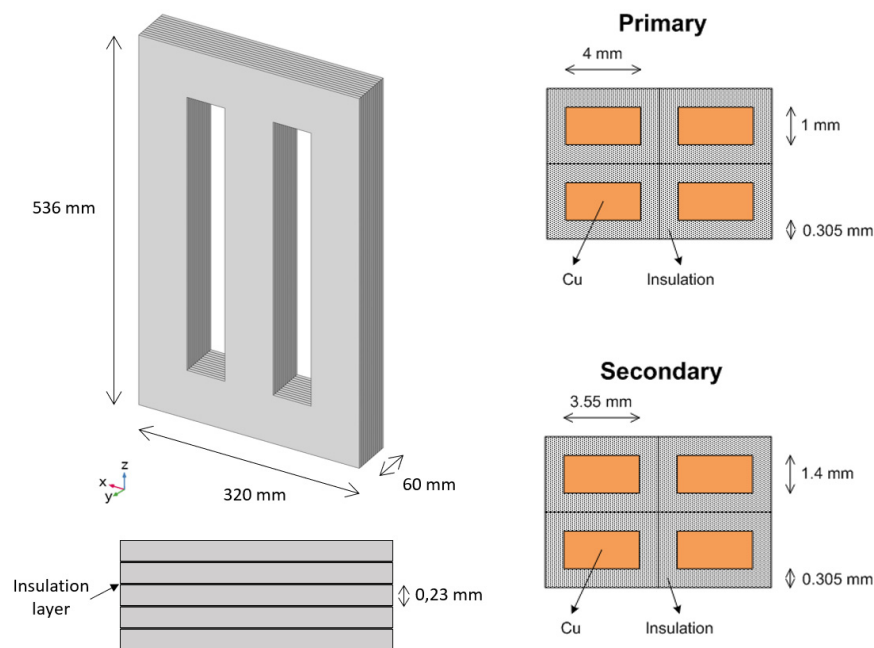 536 mm
320 mm
60 mm
z
x
y
Insulation
layer
0,23 mm
Primary
4 mm
1 mm
0.305 mm
Cu
Insulation
Secondary
3.55 mm
1.4 mm
0.305 mm
Cu
Insulation